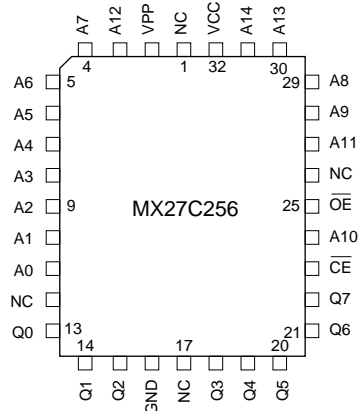 A7 A12 VPP NC VCC A14 A13
4 1 32 30
A6 5 29 A8
A5 A9
A4 A11
A3 NC
A2 9 MX27C256 25 OE
A1 A10
A0 CE
NC Q7
Q0 13 21 Q6
14 17 20
Q1 Q2 GND NC Q3 Q4 Q5